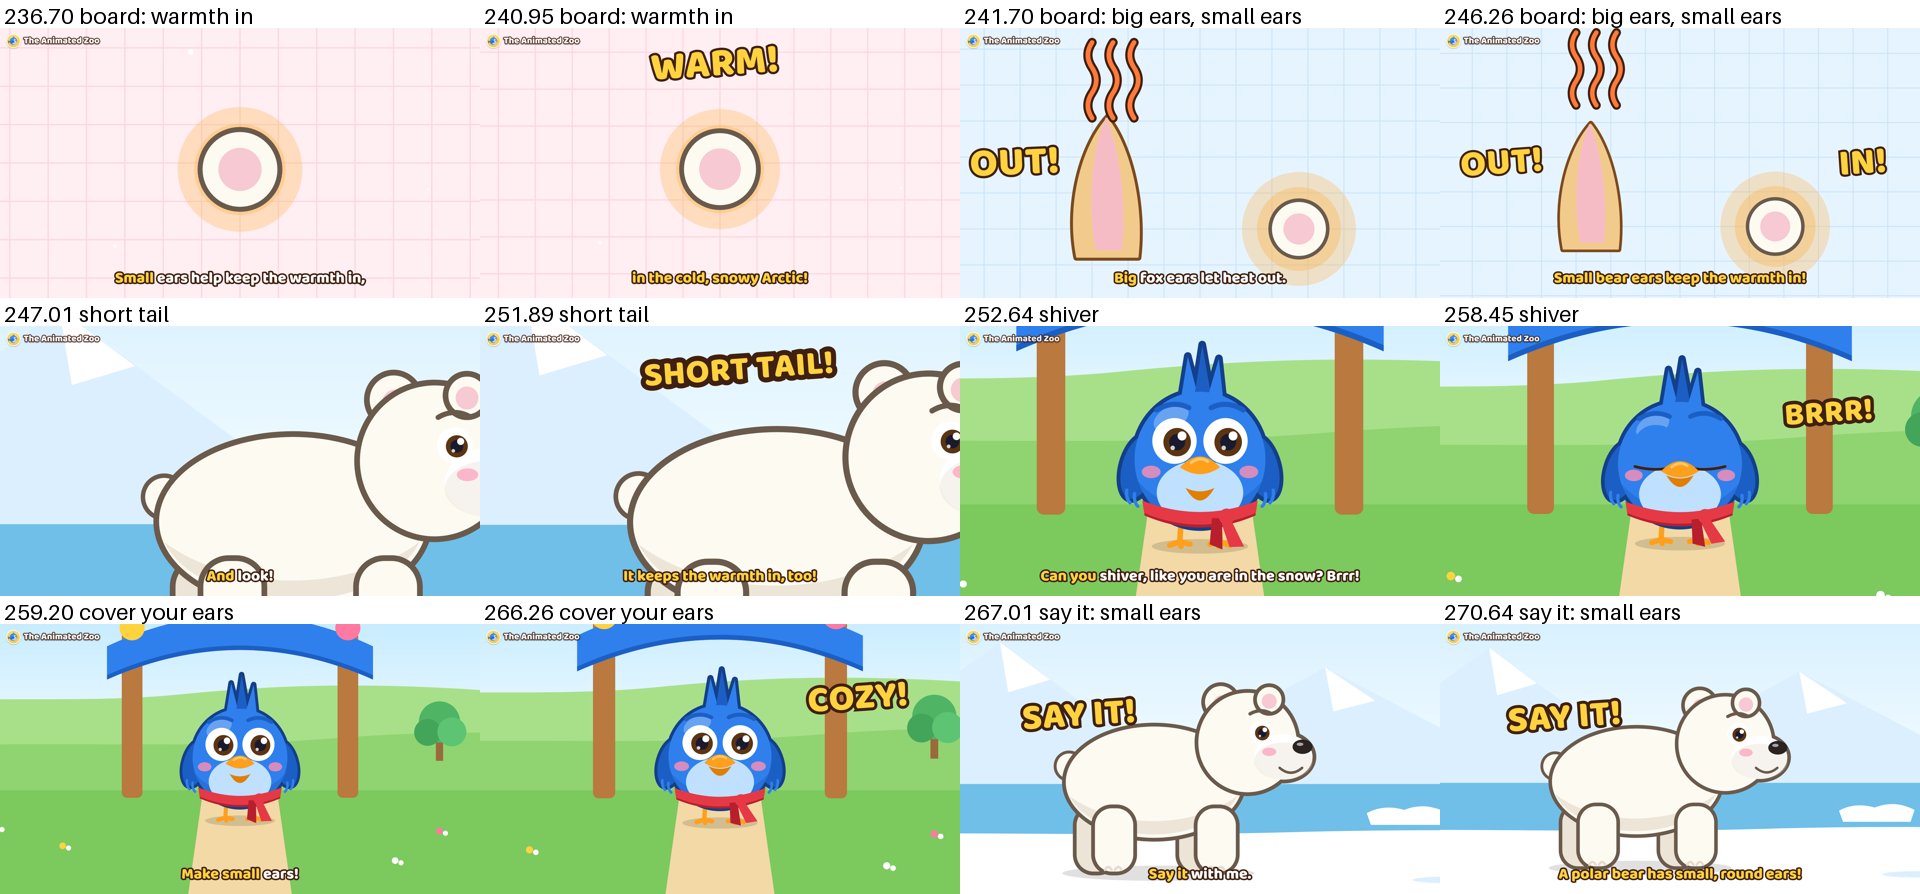 236.70 board: warmth in
The Animated Zoo
Small ears help keep the warmth in,
240.95 board: warmth in
The Animated Zoo
WARM!
in the cold, snowy Arctic!
241.70 board: big ears, small ears
The Animated Zoo
OUT!
Big fox ears let heat out.
246.26 board: big ears, small ears
The Animated Zoo
OUT!
IN!
Small bear ears keep the warmth in!
247.01 short tail
The Animated Zoo
And look!
251.89 short tail
The Animated Zoo
SHORT TAIL!
It keeps the warmth in, too!
252.64 shiver
The Animated Zoo
Can you shiver, like you are in the snow? Brrr!
258.45 shiver
The Animated Zoo
BRRR!
259.20 cover your ears
The Animated Zoo
Make small ears!
266.26 cover your ears
The Animated Zoo
COZY!
267.01 say it: small ears
The Animated Zoo
SAY IT!
Say it with me.
270.64 say it: small ears
The Animated Zoo
SAY IT!
A polar bear has small, round ears!